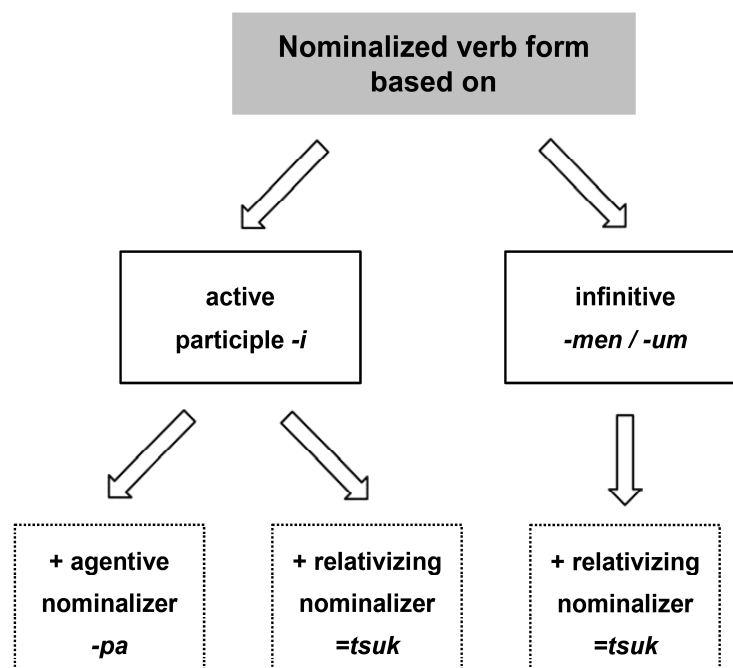 Nominalized verb form
based on
active
participle -i
infinitive
-men / -um
+ agentive
nominalizer
-pa
+ relativizing
nominalizer
=tsuk
+ relativizing
nominalizer
=tsuk